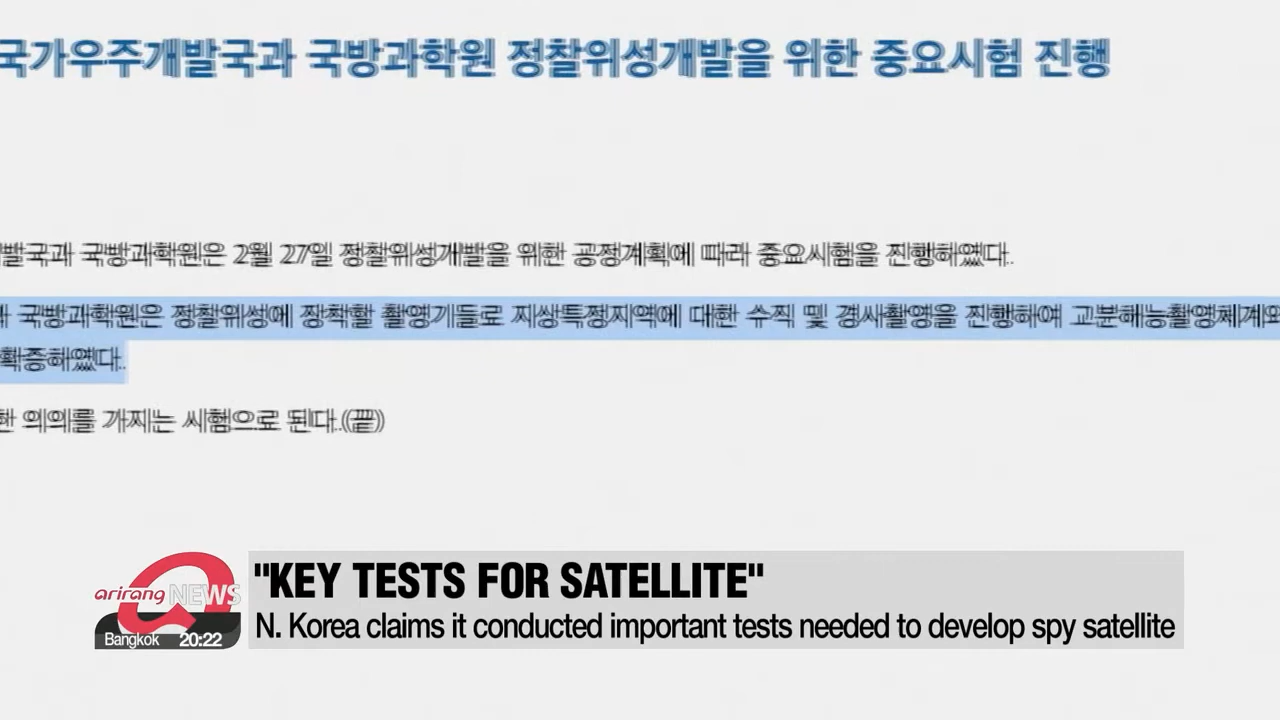 국가우주개발국과 국방과학원 정찰위성개발을 위한 중요시험 진행
발국과 국방과학원은 2월 27일 정찰위성개발을 위한 공정계획에 따라 중요시험을 진행하였다.
국방과학원은 정찰위성에 장착할 촬영기들로 지상특정지역에 대한 수직 및 경사촬영을 진행하여 고분해능촬영체계와
확증하였다.
의의를 가지는 시험으로 된다.(끝)
"KEY TESTS FOR SATELLITE"
arirang NEWS
N. Korea claims it conducted important tests needed to develop spy satellite
Bangkok 20:22